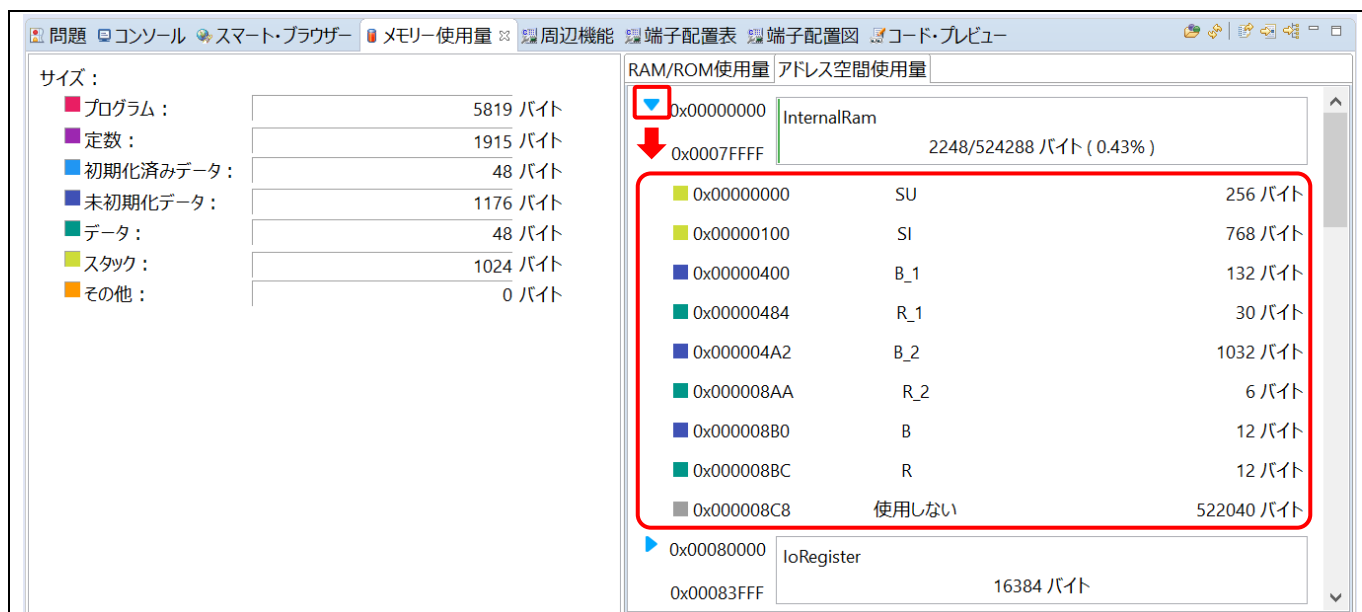 問題 コンソール スマート・ブラウザー メモリー使用量 周辺機能 端子配置表 端子配置図 コード・プレビュー
サイズ：
プログラム： 5819 バイト
定数： 1915 バイト
初期化済みデータ： 48 バイト
未初期化データ： 1176 バイト
データ： 48 バイト
スタック： 1024 バイト
その他： 0 バイト
RAM/ROM使用量 アドレス空間使用量
0x00000000 InternalRam
0x0007FFFF 2248/524288 バイト ( 0.43% )
0x00000000 SU 256 バイト
0x00000100 SI 768 バイト
0x00000400 B_1 132 バイト
0x00000484 R_1 30 バイト
0x000004A2 B_2 1032 バイト
0x000008AA R_2 6 バイト
0x000008B0 B 12 バイト
0x000008BC R 12 バイト
0x000008C8 使用しない 522040 バイト
0x00080000 IoRegister
0x00083FFF 16384 バイト